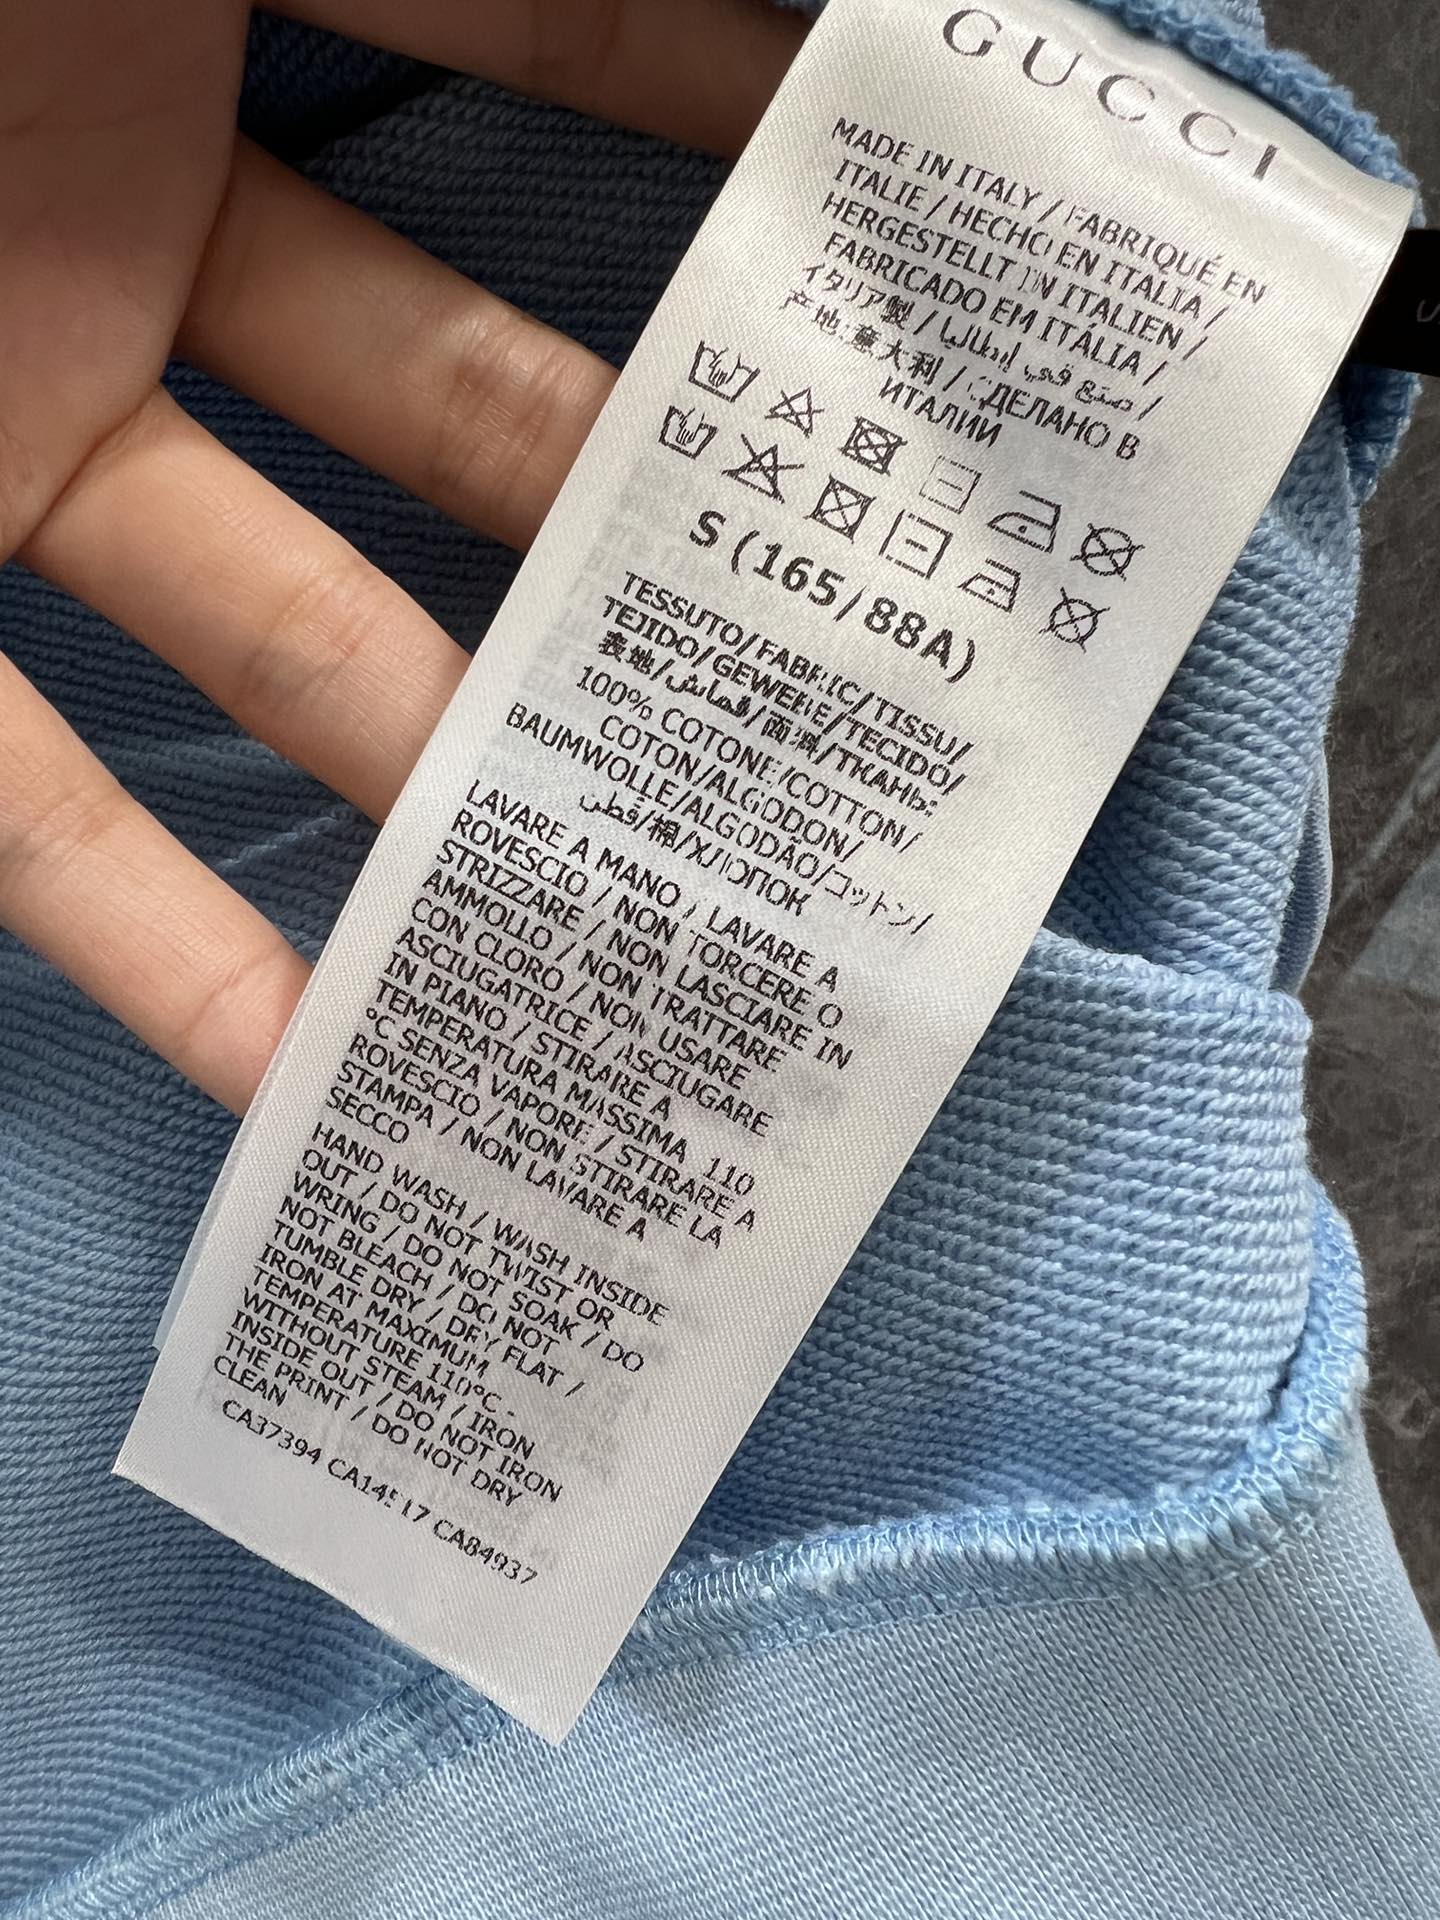 GUCCI
MADE IN ITALY / FABRIQUÉ EN
ITALIE / HECHO EN ITALIA /
HERGESTELLT IN ITALIEN /
FABRICADO EM ITÁLIA /
イタリア製 / صنع في إيطاليا /
产地:意大利 / СДЕЛАНО В
ИТАЛИИ
S (165/88A)
TESSUTO/FABRIC/TISSU/
TEJIDO/GEWEBE/TECIDO/
表地/قماش/面料/ТКАНЬ:
100% COTONE/COTTON/
COTON/ALGODON/
BAUMWOLLE/ALGODÃO/コットン/
قطن/棉/ХЛОПОК
LAVARE A MANO / LAVARE A
ROVESCIO / NON TORCERE O
STRIZZARE / NON LASCIARE IN
AMMOLLO / NON TRATTARE
CON CLORO / NON USARE
ASCIUGATRICE / ASCIUGARE
IN PIANO / STIRARE A
TEMPERATURA MASSIMA 110
°C SENZA VAPORE / STIRARE A
ROVESCIO / NON STIRARE LA
STAMPA / NON LAVARE A
SECCO
HAND WASH / WASH INSIDE
OUT / DO NOT TWIST OR
WRING / DO NOT SOAK / DO
NOT BLEACH / DO NOT
TUMBLE DRY / DRY FLAT /
IRON AT MAXIMUM
TEMPERATURE 110°C -
WITHOUT STEAM / IRON
INSIDE OUT / DO NOT IRON
THE PRINT / DO NOT DRY
CLEAN
CA37394 CA14517 CA84937